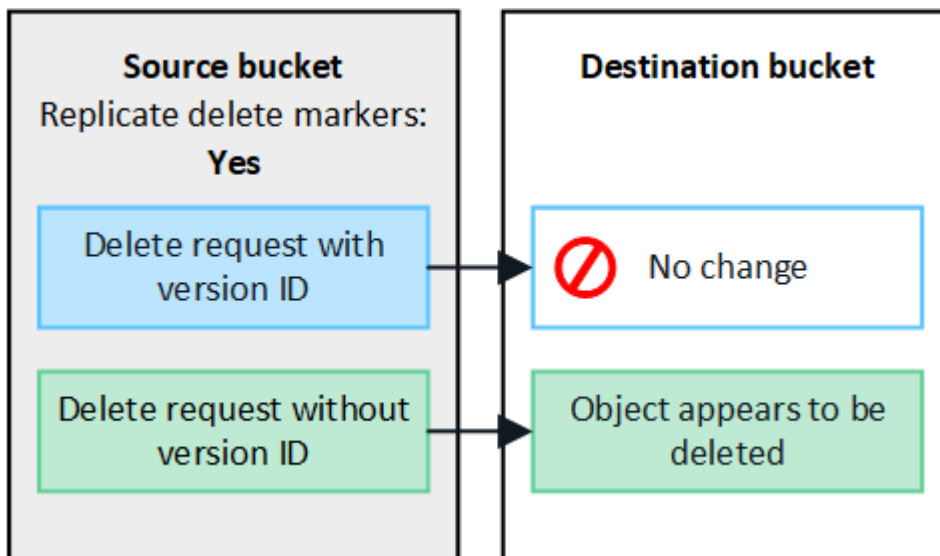 Source bucket
Replicate delete markers:
Yes
Delete request with
version ID
Delete request without
version ID
Destination bucket
No change
Object appears to be
deleted